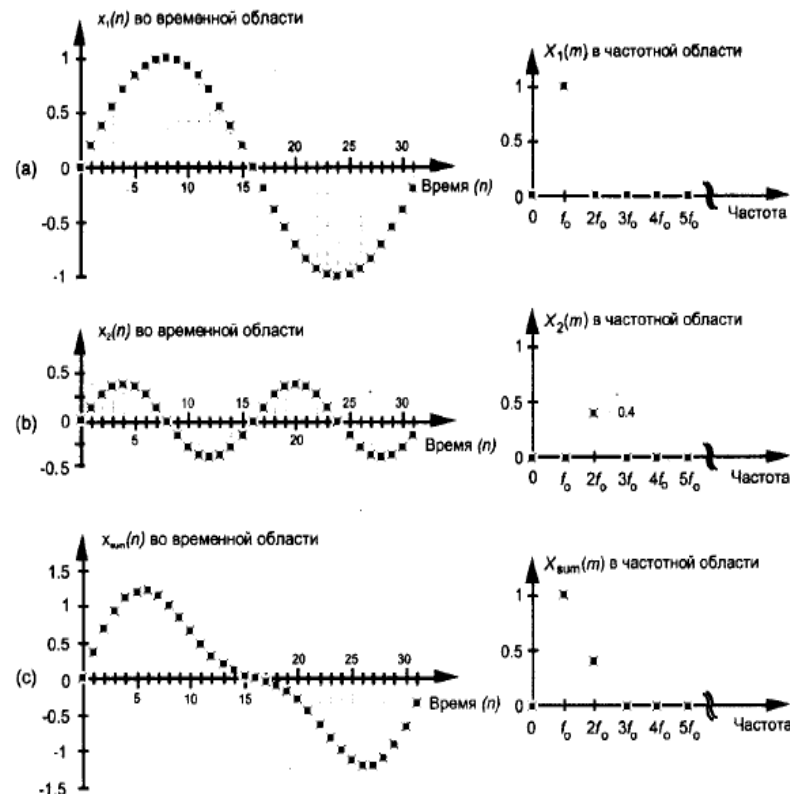 x₁(n) во временной области
1
0.5
0
-0.5
-1
5
10
15
20
25
30
Время (n)
(a)
X₁(m) в частотной области
1
0.5
0
0 f₀ 2f₀ 3f₀ 4f₀ 5f₀
Частота
x₂(n) во временной области
0.5
0
-0.5
5
10
15
20
25
30
Время (n)
(b)
X₂(m) в частотной области
1
0.5
0.4
0
0 f₀ 2f₀ 3f₀ 4f₀ 5f₀
Частота
xsum(n) во временной области
1.5
1
0.5
0
-0.5
-1
-1.5
5
10
15
20
25
30
Время (n)
(c)
Xsum(m) в частотной области
1
0.5
0
0 f₀ 2f₀ 3f₀ 4f₀ 5f₀
Частота